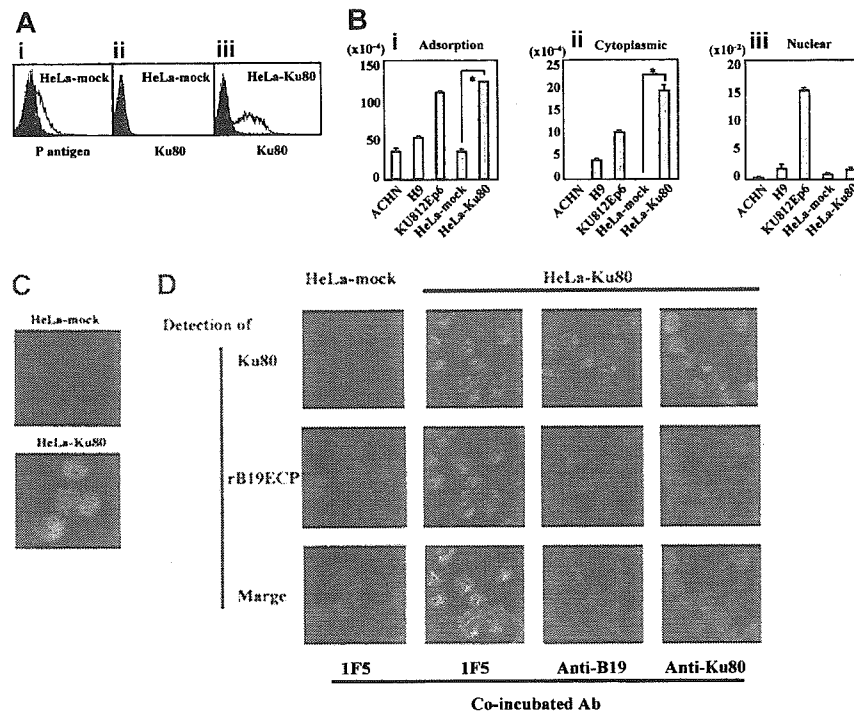 A
i
ii
iii
HeLa-mock
HeLa-mock
HeLa-Ku80
P antigen
Ku80
Ku80
B
i
Adsorption
(x10⁻⁴)
150
100
50
0
ACHN
H9
KU812Ep6
HeLa-mock
HeLa-Ku80
*
ii
Cytoplasmic
(x10⁻⁴)
25
20
15
10
5
0
ACHN
H9
KU812Ep6
HeLa-mock
HeLa-Ku80
*
iii
Nuclear
(x10⁻²)
20
15
10
5
0
ACHN
H9
KU812Ep6
HeLa-mock
HeLa-Ku80
C
HeLa-mock
HeLa-Ku80
D
HeLa-mock
HeLa-Ku80
Detection of
Ku80
rB19ECP
Marge
1F5
1F5
Anti-B19
Anti-Ku80
Co-incubated Ab